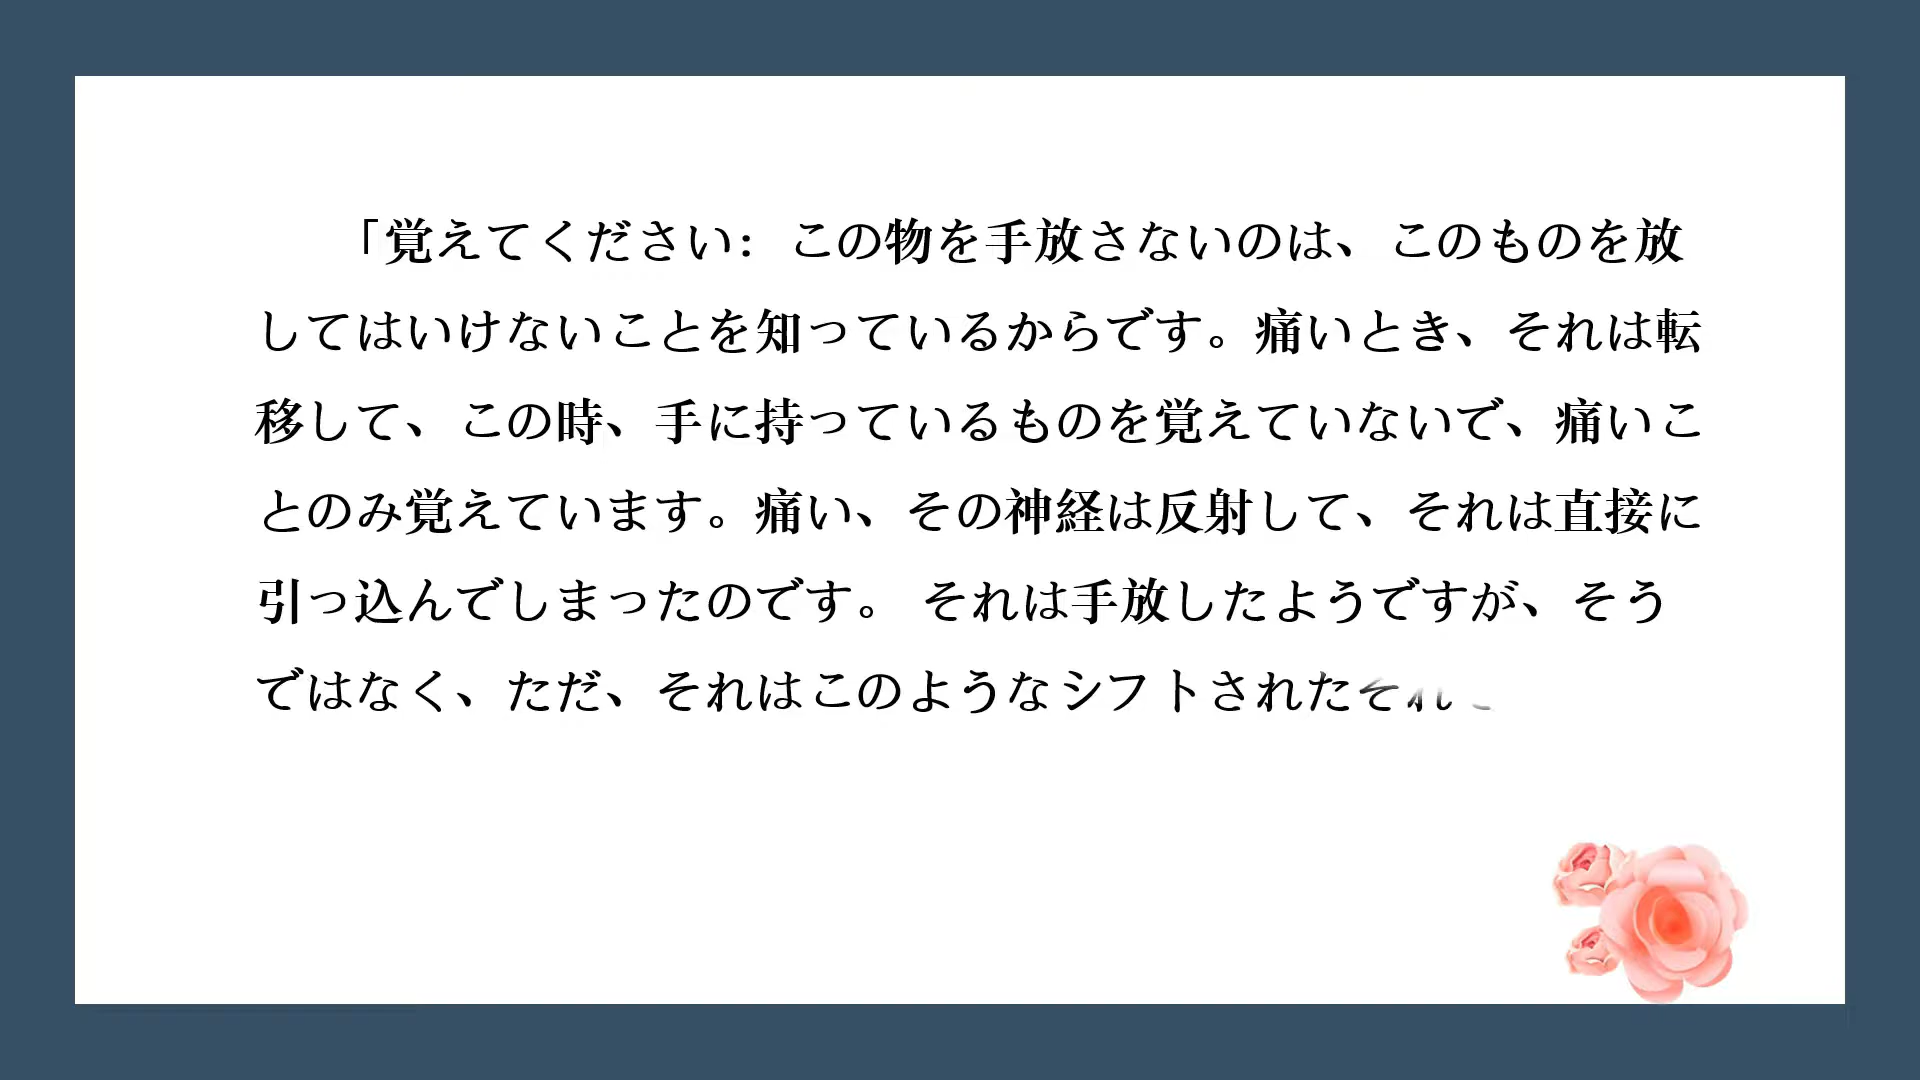 「覚えてください: この物を手放さないのは、このものを放
してはいけないことを知っているからです。痛いとき、それは転
移して、この時、手に持っているものを覚えていないで、痛いこ
とのみ覚えています。痛い、その神経は反射して、それは直接に
引っ込んでしまったのです。 それは手放したようですが、そう
ではなく、ただ、それはこのようなシフトされたそれ